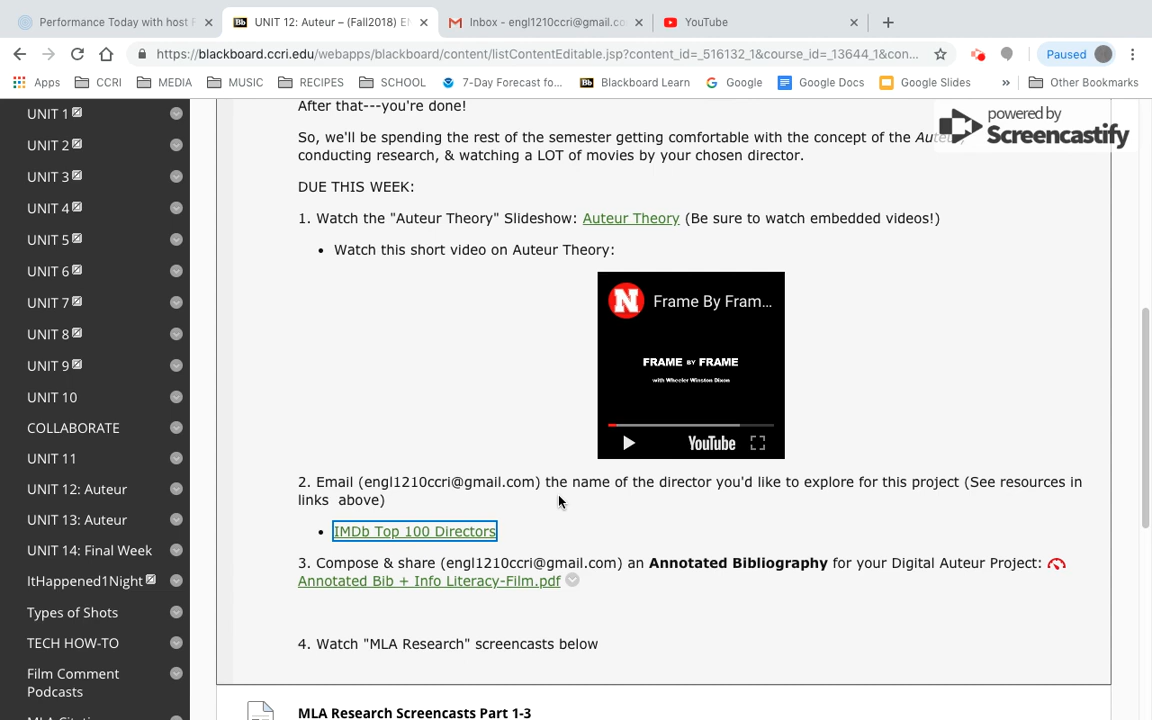 Performance Today with host F
UNIT 12: Auteur – (Fall2018) E
Inbox - engl1210ccri@gmail.co
YouTube
https://blackboard.ccri.edu/webapps/blackboard/content/listContentEditable.jsp?content_id=_516132_1&course_id=_13644_1&con...
Paused
Apps
CCRI
MEDIA
MUSIC
RECIPES
SCHOOL
7-Day Forecast fo...
Blackboard Learn
Google
Google Docs
Google Slides
»
Other Bookmarks
UNIT 1
UNIT 2
UNIT 3
UNIT 4
UNIT 5
UNIT 6
UNIT 7
UNIT 8
UNIT 9
UNIT 10
COLLABORATE
UNIT 11
UNIT 12: Auteur
UNIT 13: Auteur
UNIT 14: Final Week
ItHappened1Night
Types of Shots
TECH HOW-TO
Film Comment
Podcasts
powered by
Screencastify
After that---you're done!
So, we'll be spending the rest of the semester getting comfortable with the concept of the
conducting research, & watching a LOT of movies by your chosen director.
DUE THIS WEEK:
1. Watch the "Auteur Theory" Slideshow: Auteur Theory (Be sure to watch embedded videos!)
• Watch this short video on Auteur Theory:
N
Frame By Fram...
FRAME BY FRAME
with Wheeler Winston Dixon
YouTube
2. Email (engl1210ccri@gmail.com) the name of the director you'd like to explore for this project (See resources in
links above)
• IMDb Top 100 Directors
3. Compose & share (engl1210ccri@gmail.com) an Annotated Bibliography for your Digital Auteur Project:
Annotated Bib + Info Literacy-Film.pdf
4. Watch "MLA Research" screencasts below
MLA Research Screencasts Part 1-3